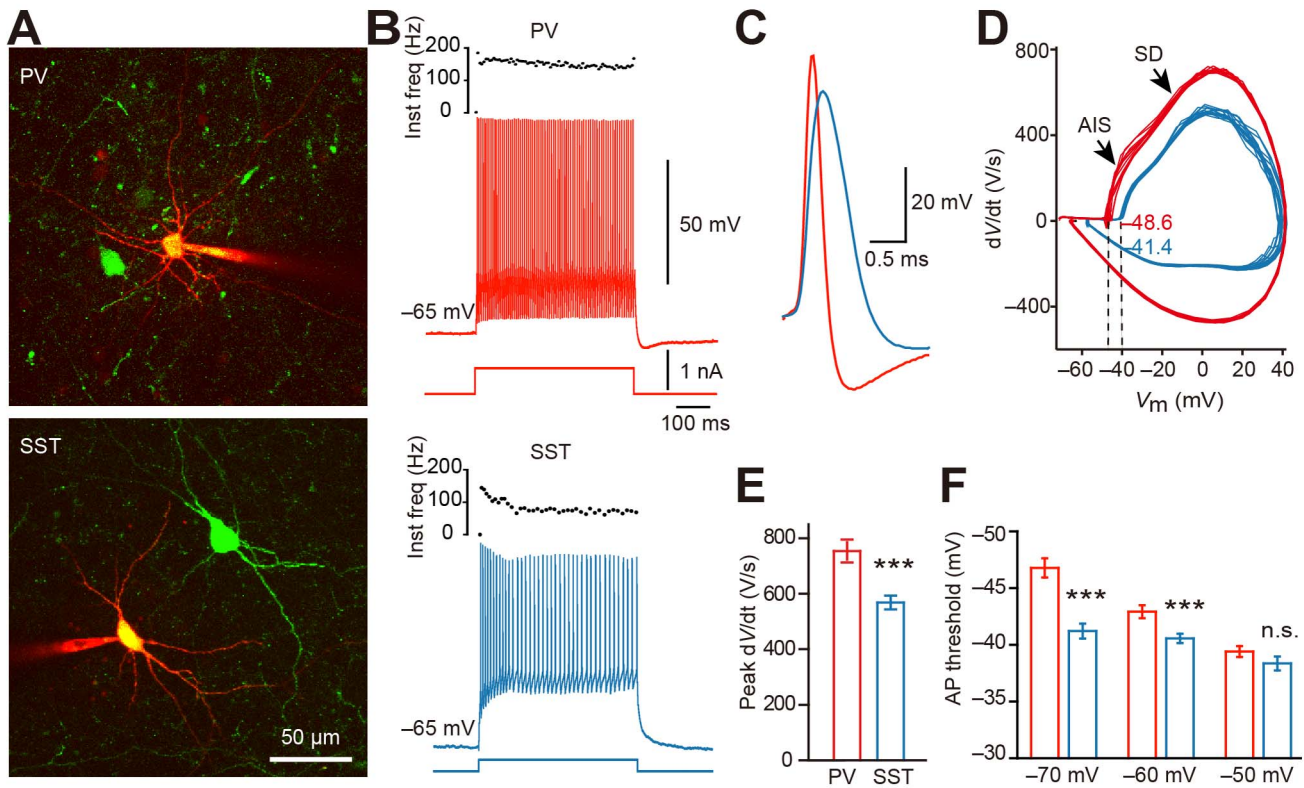 A
PV
SST
50 µm
B
PV
Inst freq (Hz)
200
100
0
50 mV
–65 mV
1 nA
100 ms
SST
Inst freq (Hz)
200
100
0
–65 mV
C
20 mV
0.5 ms
D
800
400
0
–400
dV/dt (V/s)
SD
AIS
–48.6
–41.4
–60 –40 –20 0 20 40
Vm (mV)
E
Peak dV/dt (V/s)
800
600
400
200
0
***
PV SST
F
AP threshold (mV)
–50
–45
–40
–35
–30
***
***
n.s.
–70 mV –60 mV –50 mV